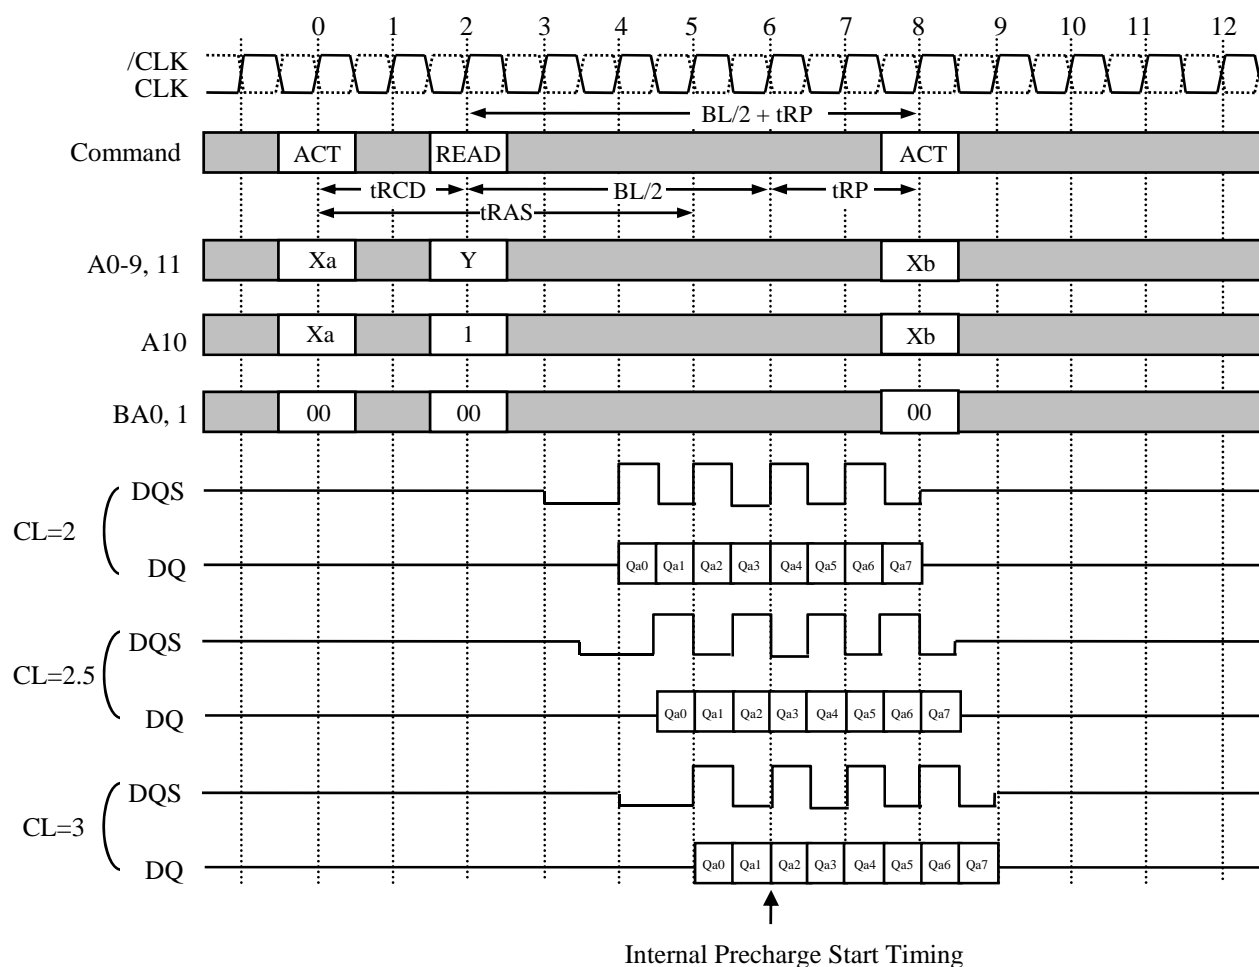 0 1 2 3 4 5 6 7 8 9 10 11 12
/CLK
CLK
BL/2 + tRP
Command ACT READ ACT
tRCD BL/2 tRP
tRAS
A0-9, 11 Xa Y Xb
A10 Xa 1 Xb
BA0, 1 00 00 00
DQS
CL=2
DQ Qa0 Qa1 Qa2 Qa3 Qa4 Qa5 Qa6 Qa7
DQS
CL=2.5
DQ Qa0 Qa1 Qa2 Qa3 Qa4 Qa5 Qa6 Qa7
DQS
CL=3
DQ Qa0 Qa1 Qa2 Qa3 Qa4 Qa5 Qa6 Qa7
Internal Precharge Start Timing